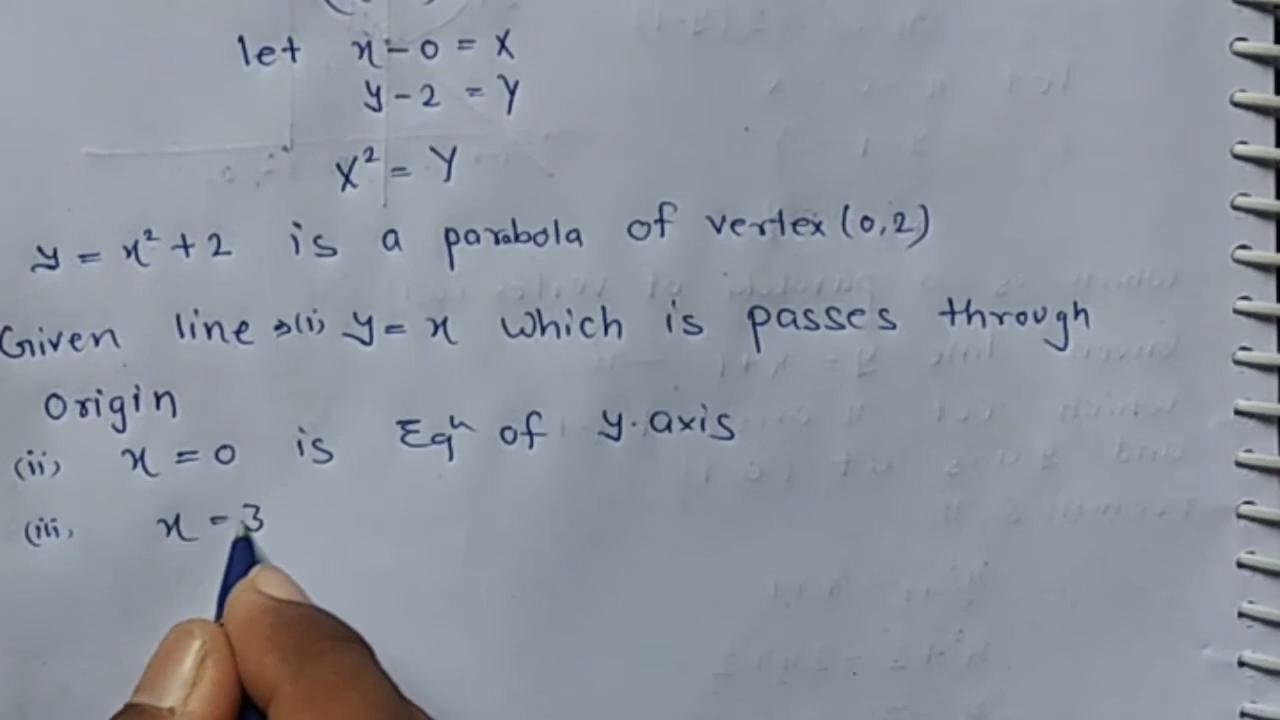 let x - 0 = X
y - 2 = Y
X² = Y
y = x² + 2 is a parabola of vertex (0,2)
Given line →(i) y = x which is passes through
origin
(ii) x = 0 is Eqⁿ of y.axis
(iii, x - 3